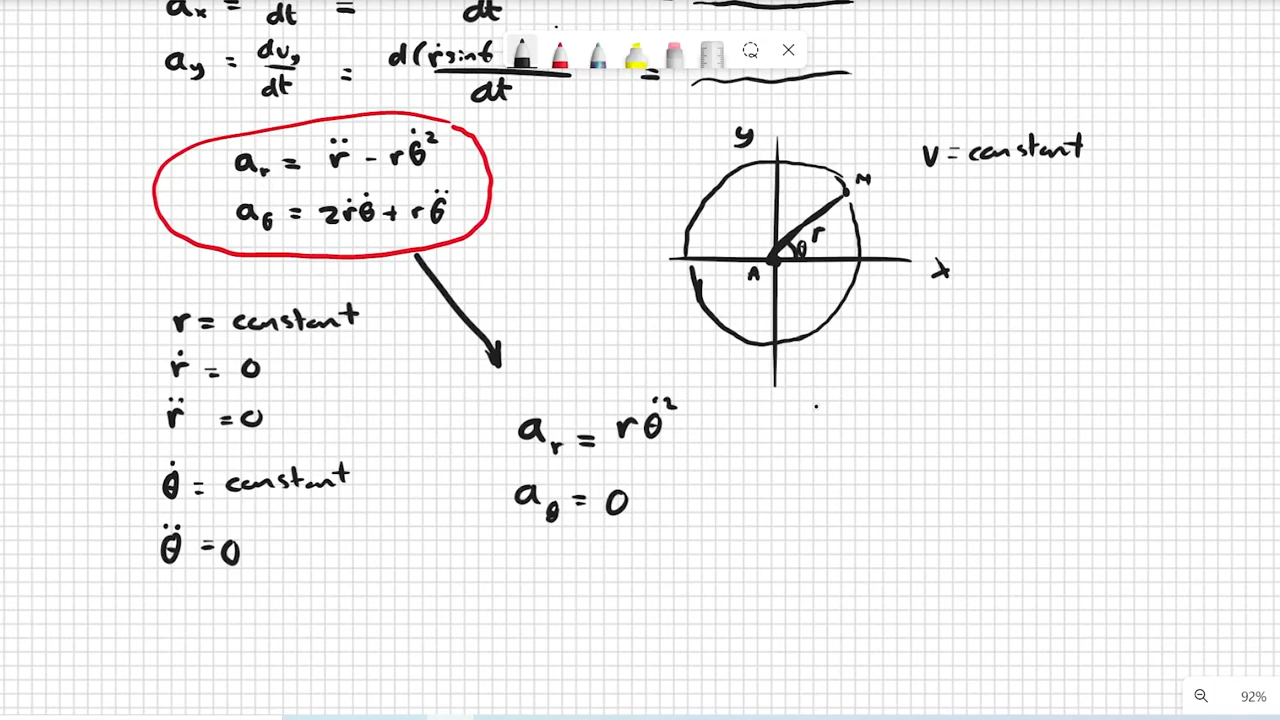 aₓ = /dt = dt
a_y = dv_y/dt = d(ṙsinθ/dt =
a_r = r̈ - rθ̇²
a_θ = 2ṙθ̇ + rθ̈
y
V = constant
M
r
θ
A
x
r = constant
ṙ = 0
r̈ = 0
θ̇ = constant
θ̈ = 0
a_r = rθ̇²
a_θ = 0
92%